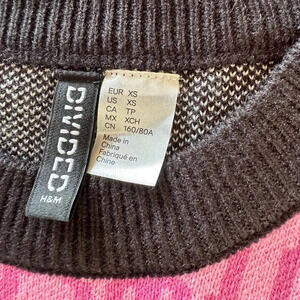 DIVIDED
H&M
EUR XS
US XS
CA TP
MX XCH
CN 160/80A
Made in
China
Fabriqué en
Chine